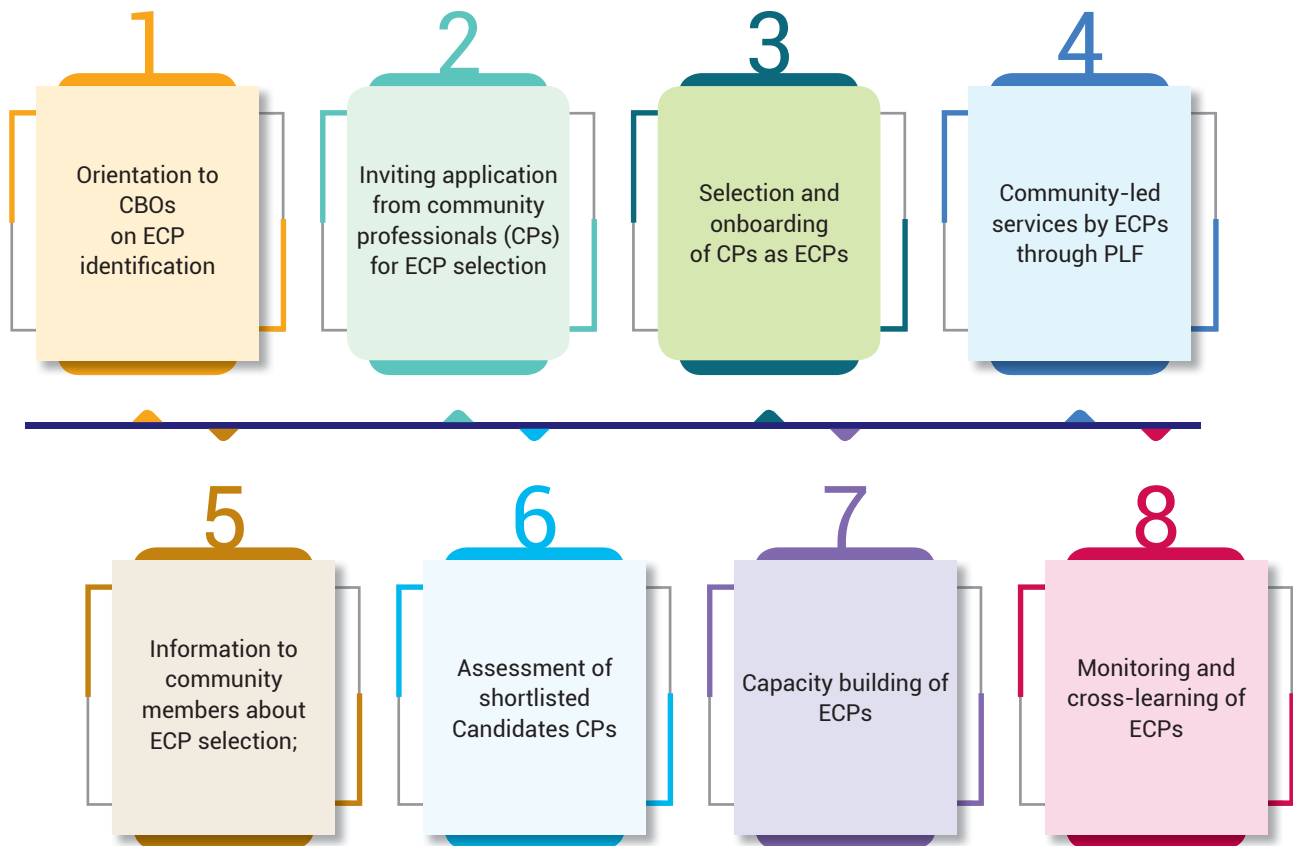 1
Orientation to
CBOs
on ECP
identification
2
Inviting application
from community
professionals (CPs)
for ECP selection
3
Selection and
onboarding
of CPs as ECPs
4
Community-led
services by ECPs
through PLF
5
Information to
community
members about
ECP selection;
6
Assessment of
shortlisted
Candidates CPs
7
Capacity building of
ECPs
8
Monitoring and
cross-learning of
ECPs